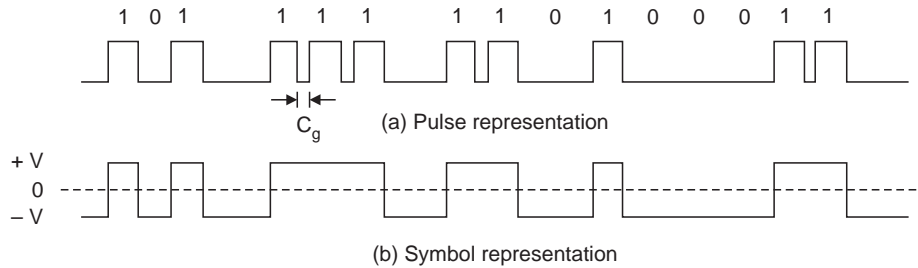 1 0 1 1 1 1 1 1 0 1 0 0 0 1 1
C_g
(a) Pulse representation
+ V
0
– V
(b) Symbol representation